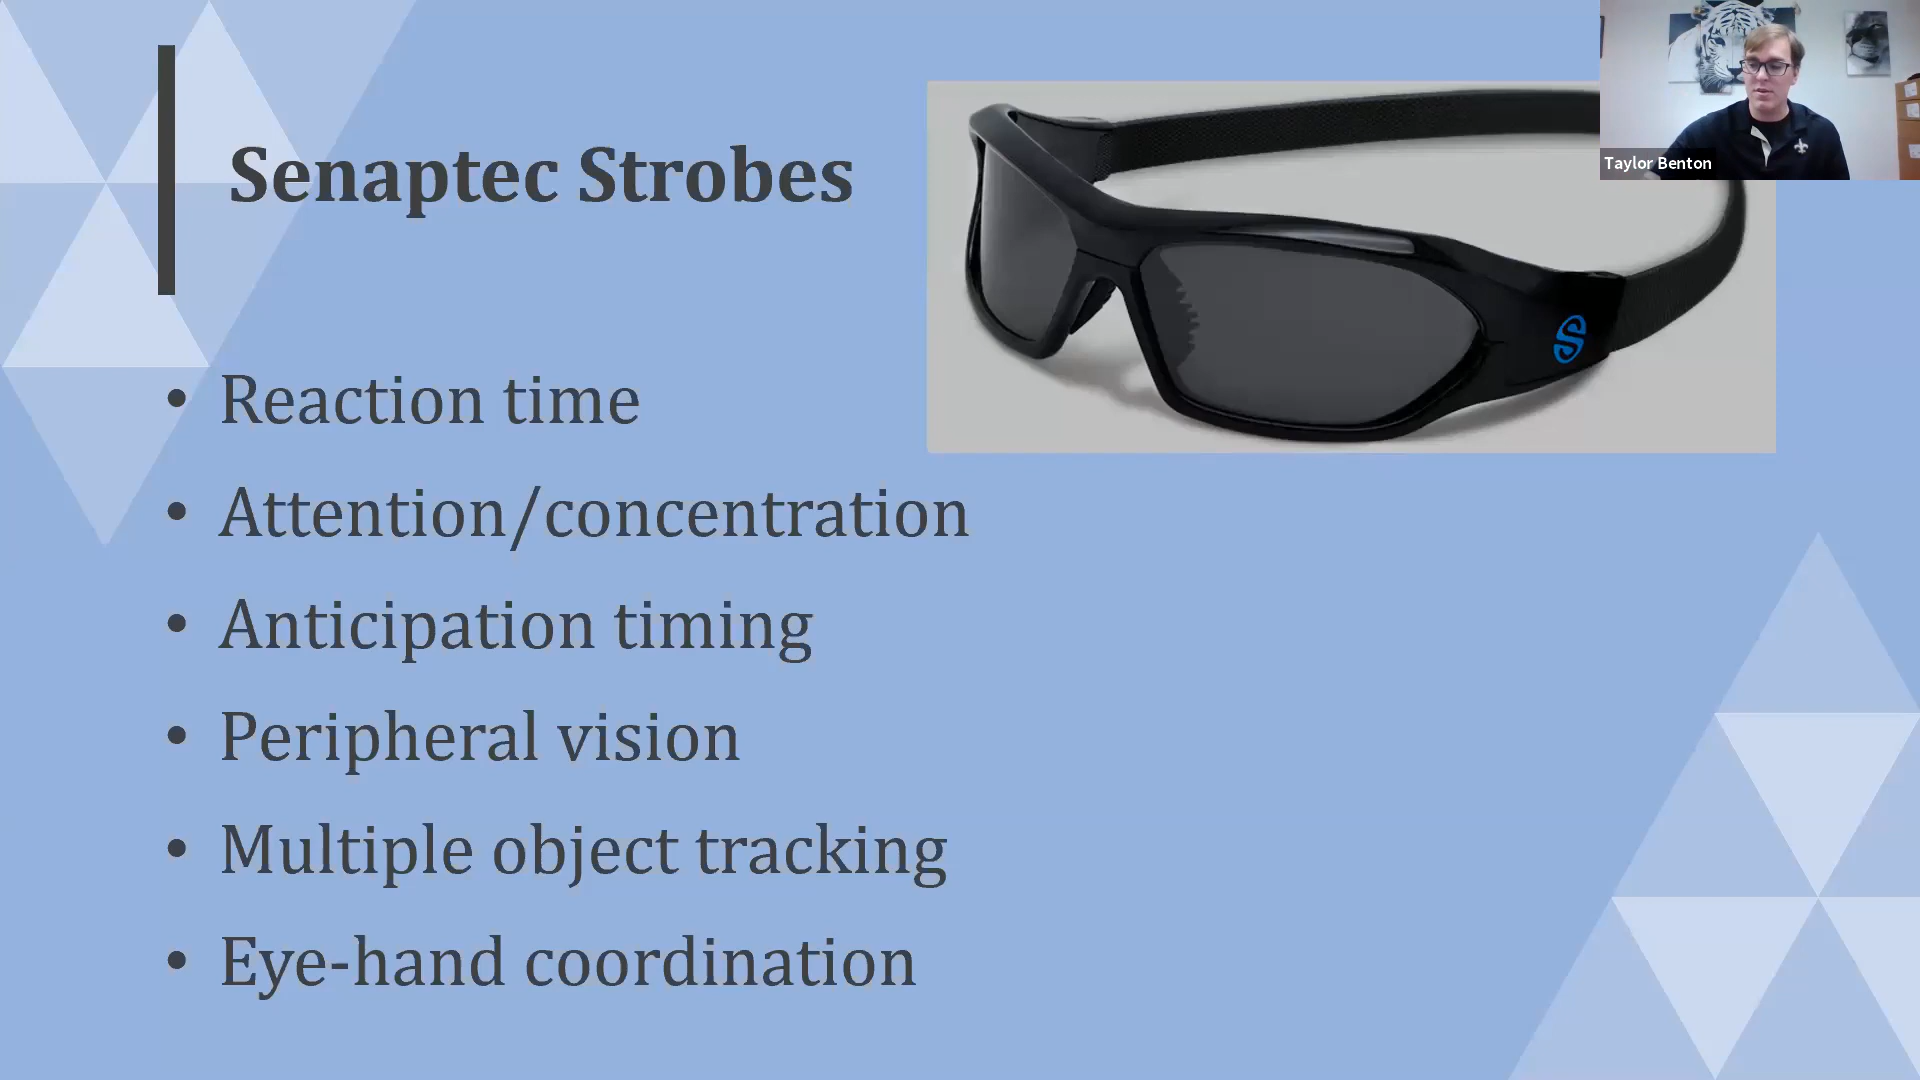 Senaptec Strobes
Taylor Benton
• Reaction time
• Attention/concentration
• Anticipation timing
• Peripheral vision
• Multiple object tracking
• Eye-hand coordination